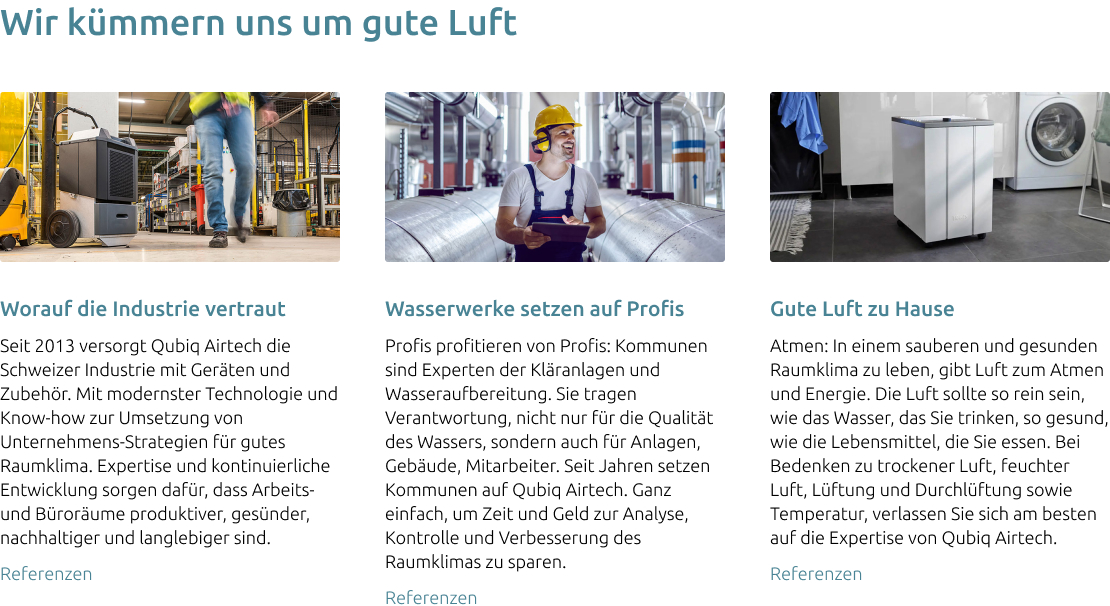 Wir kümmern uns um gute Luft
Worauf die Industrie vertraut
Seit 2013 versorgt Qubiq Airtech die
Schweizer Industrie mit Geräten und
Zubehör. Mit modernster Technologie und
Know-how zur Umsetzung von
Unternehmens-Strategien für gutes
Raumklima. Expertise und kontinuierliche
Entwicklung sorgen dafür, dass Arbeits-
und Büroräume produktiver, gesünder,
nachhaltiger und langlebiger sind.
Referenzen
Wasserwerke setzen auf Profis
Profis profitieren von Profis: Kommunen
sind Experten der Kläranlagen und
Wasseraufbereitung. Sie tragen
Verantwortung, nicht nur für die Qualität
des Wassers, sondern auch für Anlagen,
Gebäude, Mitarbeiter. Seit Jahren setzen
Kommunen auf Qubiq Airtech. Ganz
einfach, um Zeit und Geld zur Analyse,
Kontrolle und Verbesserung des
Raumklimas zu sparen.
Referenzen
Gute Luft zu Hause
Atmen: In einem sauberen und gesunden
Raumklima zu leben, gibt Luft zum Atmen
und Energie. Die Luft sollte so rein sein,
wie das Wasser, das Sie trinken, so gesund,
wie die Lebensmittel, die Sie essen. Bei
Bedenken zu trockener Luft, feuchter
Luft, Lüftung und Durchlüftung sowie
Temperatur, verlassen Sie sich am besten
auf die Expertise von Qubiq Airtech.
Referenzen